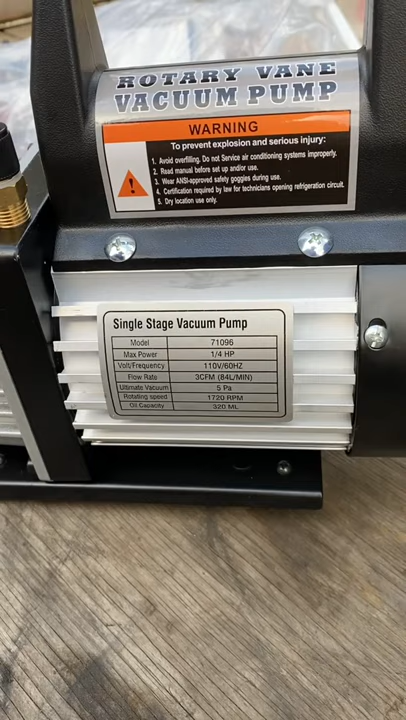 ROTARY VANE
VACUUM PUMP
WARNING
To prevent explosion and serious injury:
1. Avoid overfilling. Do not Service air conditioning systems improperly.
2. Read manual before set up and/or use.
3. Wear ANSI-approved safety goggles during use.
4. Certification required by law for technicians opening refrigeration circuit.
5. Dry location use only.
Single Stage Vacuum Pump
Model 71096
Max Power 1/4 HP
Volt/Frequency 110V/60HZ
Flow Rate 3CFM (84L/MIN)
Ultimate Vacuum 5 Pa
Rotating speed 1720 RPM
Oil Capacity 320 ML